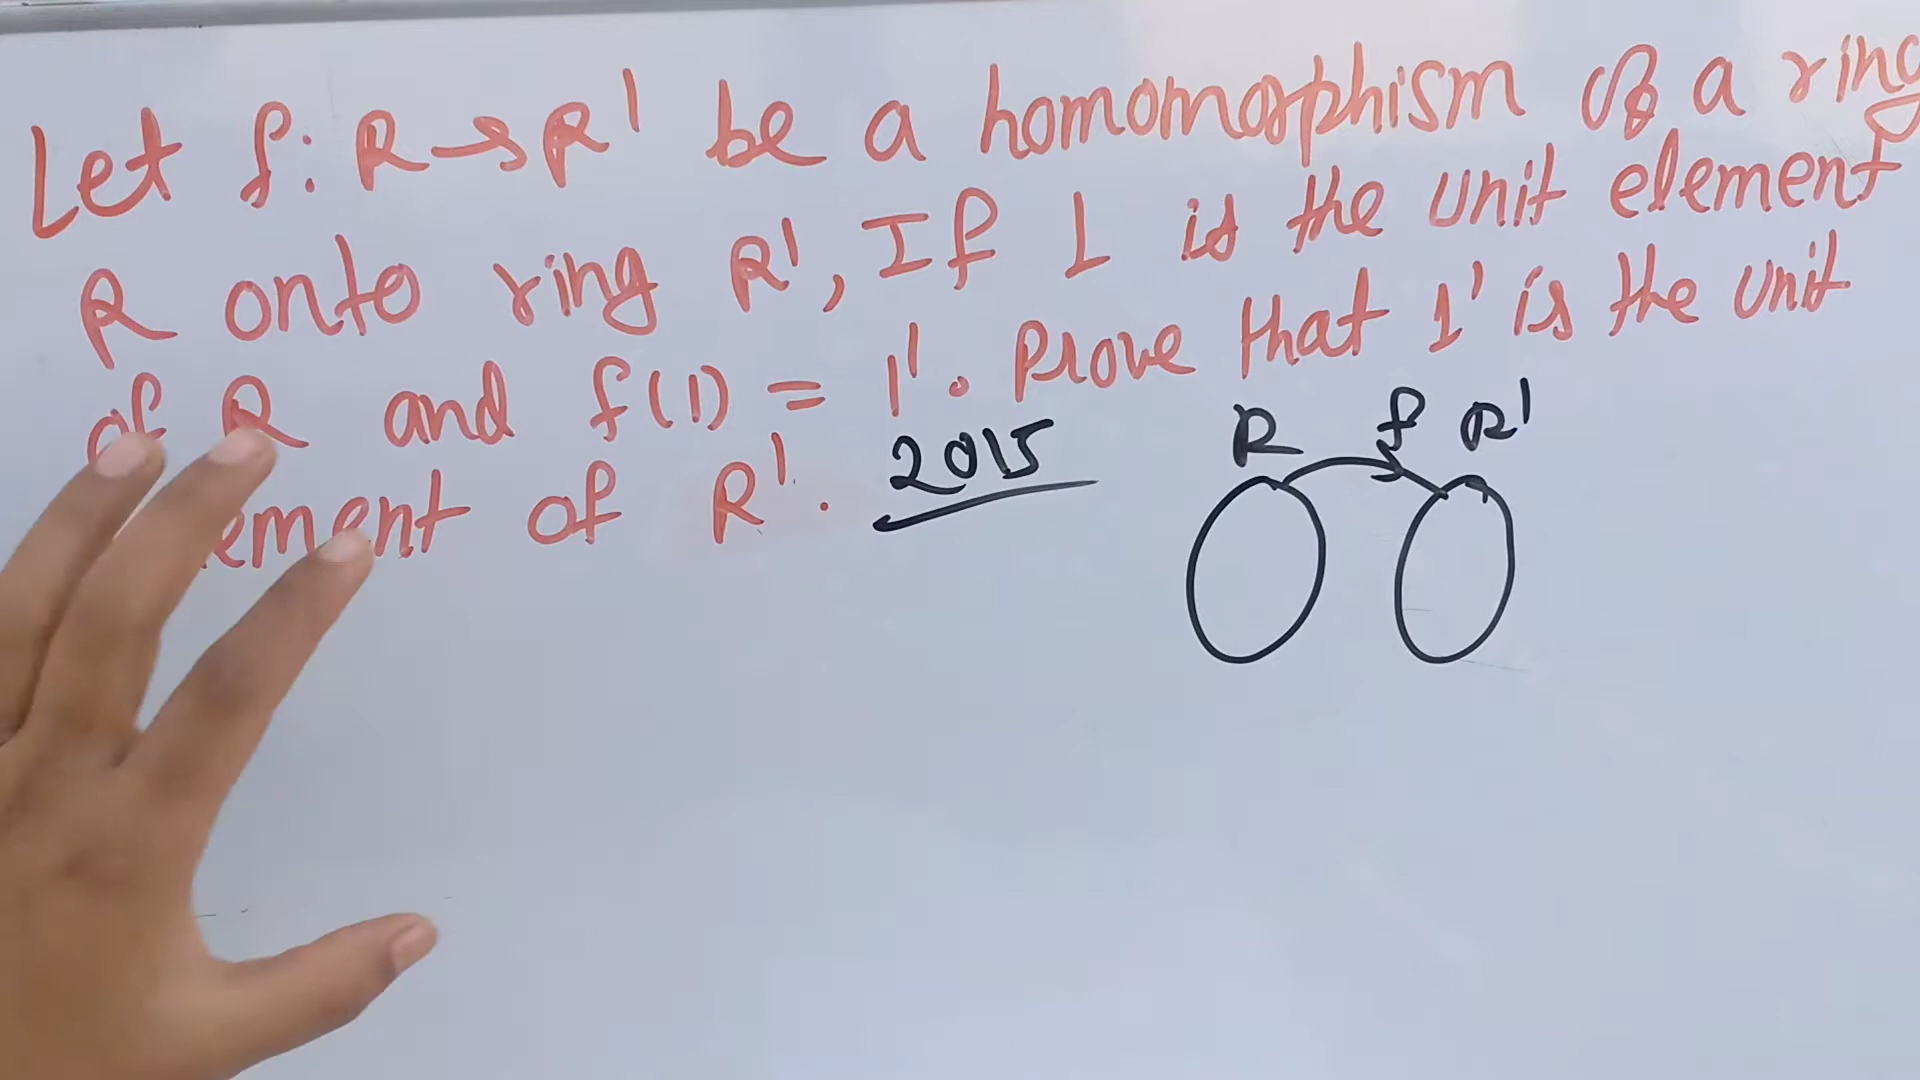 Let f: R→R' be a homomorphism of a ring
R onto ring R', If 1 is the unit element
of R and f(1) = 1'. Prove that 1' is the unit
ement of R'. 2015
R f R'